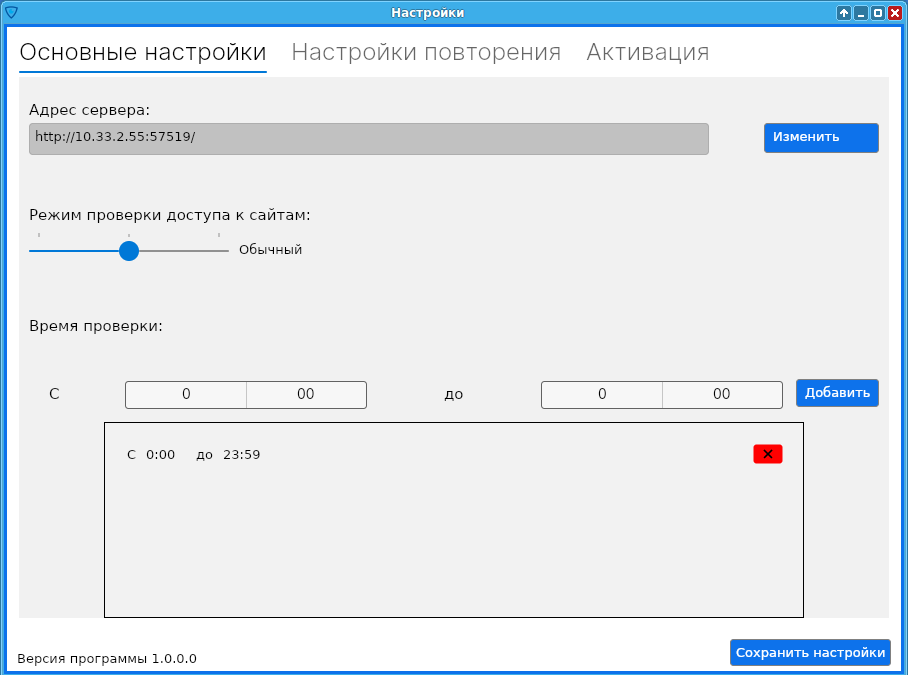 Настройки
Основные настройки Настройки повторения Активация
Адрес сервера:
http://10.33.2.55:57519/ Изменить
Режим проверки доступа к сайтам:
Обычный
Время проверки:
С 0 00 до 0 00 Добавить
С 0:00 до 23:59
Версия программы 1.0.0.0 Сохранить настройки